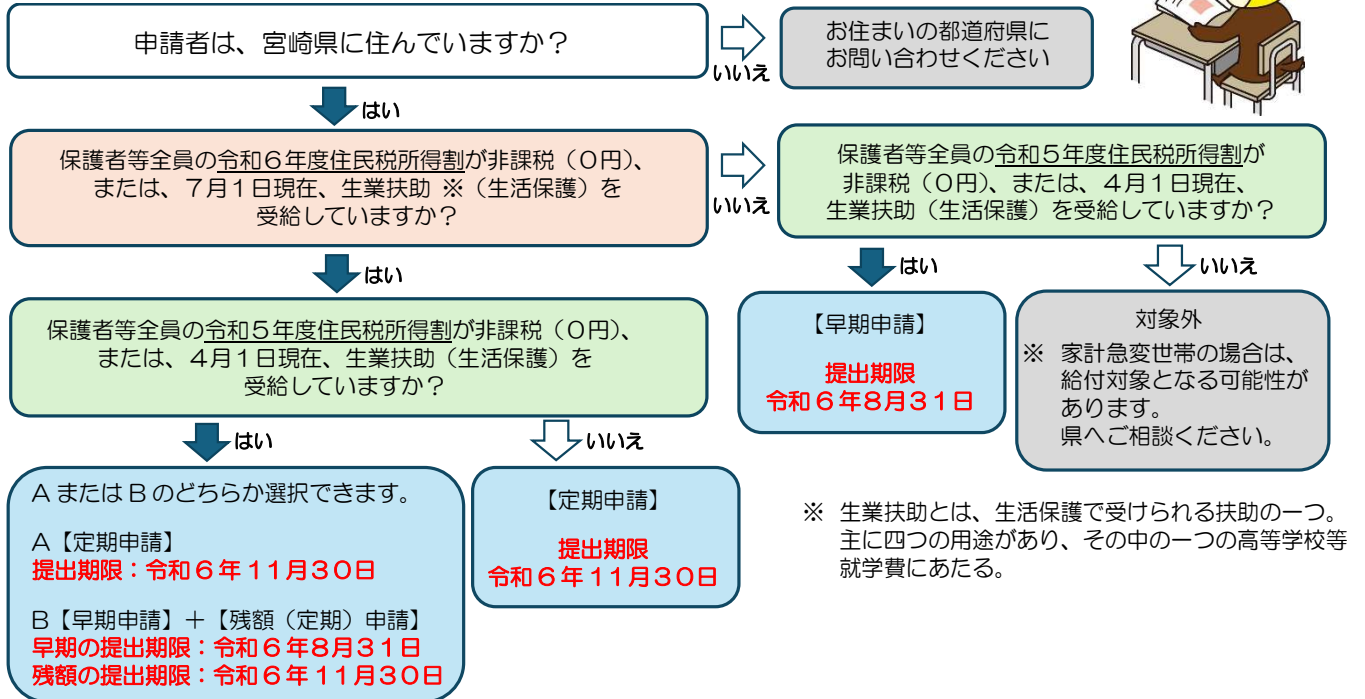 申請者は、宮崎県に住んでいますか？
いいえ
お住まいの都道府県に
お問い合わせください
はい
保護者等全員の令和６年度住民税所得割が非課税（０円）、
または、７月１日現在、生業扶助 ※（生活保護）を
受給していますか？
いいえ
保護者等全員の令和５年度住民税所得割が
非課税（０円）、または、４月１日現在、
生業扶助（生活保護）を受給していますか？
はい
はい
いいえ
保護者等全員の令和５年度住民税所得割が非課税（０円）、
または、４月１日現在、生業扶助（生活保護）を
受給していますか？
【早期申請】
提出期限
令和６年８月３１日
対象外
※ 家計急変世帯の場合は、
給付対象となる可能性が
あります。
県へご相談ください。
はい
いいえ
A または B のどちらか選択できます。
A【定期申請】
提出期限：令和６年１１月３０日
B【早期申請】＋【残額（定期）申請】
早期の提出期限：令和６年８月３１日
残額の提出期限：令和６年１１月３０日
【定期申請】
提出期限
令和６年１１月３０日
※ 生業扶助とは、生活保護で受けられる扶助の一つ。
主に四つの用途があり、その中の一つの高等学校等
就学費にあたる。